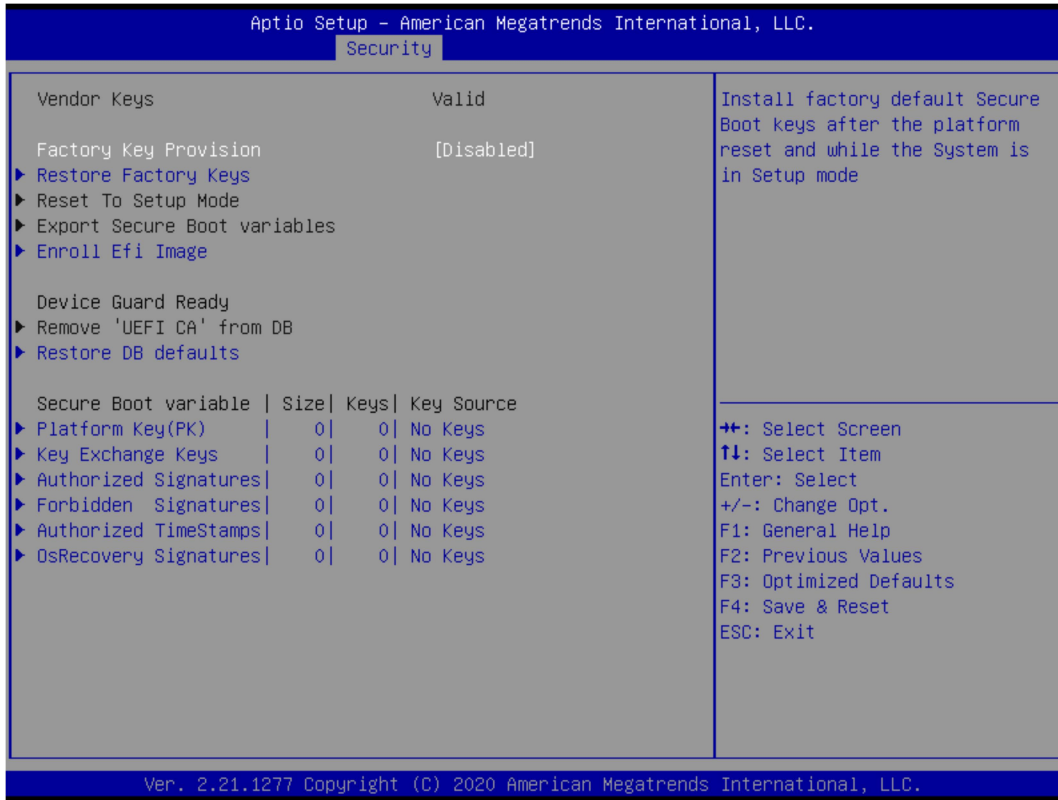 Aptio Setup – American Megatrends International, LLC.
Security
Vendor Keys Valid
Factory Key Provision [Disabled]
▶ Restore Factory Keys
▶ Reset To Setup Mode
▶ Export Secure Boot variables
▶ Enroll Efi Image
Device Guard Ready
▶ Remove 'UEFI CA' from DB
▶ Restore DB defaults
Secure Boot variable | Size| Keys| Key Source
▶ Platform Key(PK) | 0| 0| No Keys
▶ Key Exchange Keys | 0| 0| No Keys
▶ Authorized Signatures| 0| 0| No Keys
▶ Forbidden Signatures| 0| 0| No Keys
▶ Authorized TimeStamps| 0| 0| No Keys
▶ OsRecovery Signatures| 0| 0| No Keys
Install factory default Secure
Boot keys after the platform
reset and while the System is
in Setup mode
→←: Select Screen
↑↓: Select Item
Enter: Select
+/-: Change Opt.
F1: General Help
F2: Previous Values
F3: Optimized Defaults
F4: Save & Reset
ESC: Exit
Ver. 2.21.1277 Copyright (C) 2020 American Megatrends International, LLC.